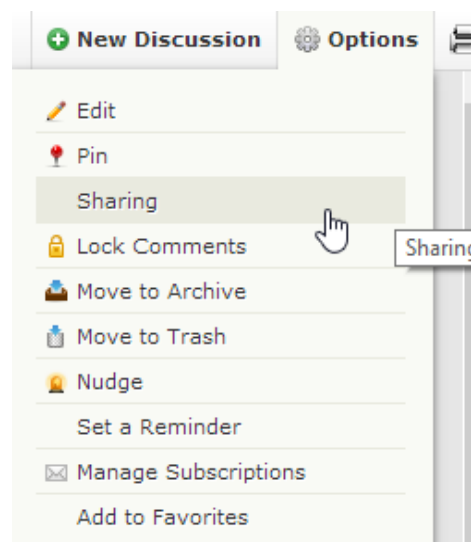 New Discussion Options
Edit
Pin
Sharing
Sharing
Lock Comments
Move to Archive
Move to Trash
Nudge
Set a Reminder
Manage Subscriptions
Add to Favorites